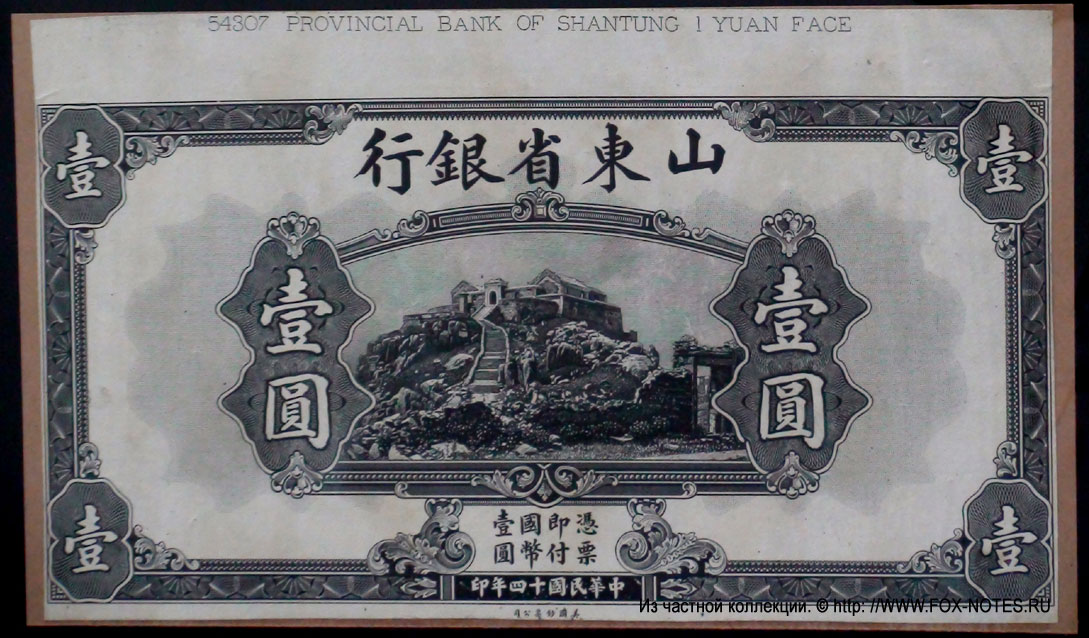 54307 PROVINCIAL BANK OF SHANTUNG 1 YUAN FACE
山東省銀行
壹
壹
壹圓
壹圓
憑票
即付
國幣
壹圓
壹
壹
中華民國十四年印
Из частной коллекции. © http: //WWW.FOX-NOTES.RU